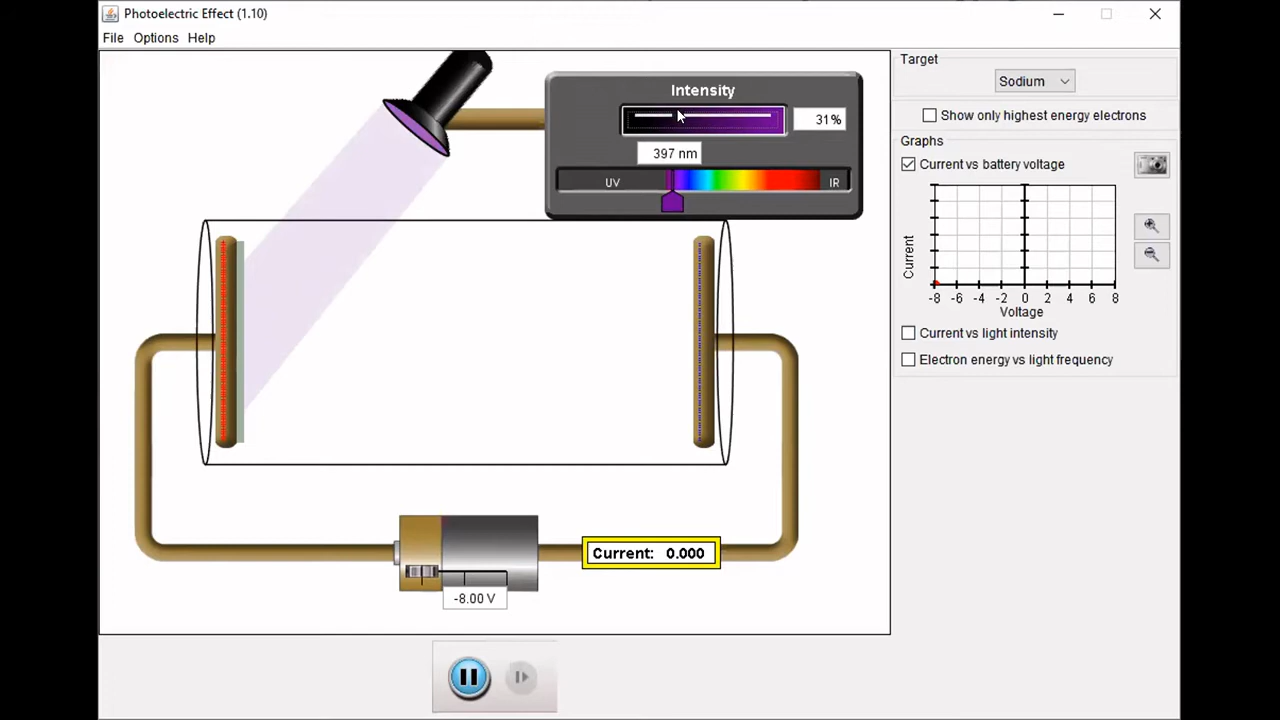 Photoelectric Effect (1.10)
File Options Help
Intensity
31%
397 nm
UV
IR
Current: 0.000
-8.00 V
Target
Sodium
Show only highest energy electrons
Graphs
Current vs battery voltage
Current
-8 -6 -4 -2 0 2 4 6 8
Voltage
Current vs light intensity
Electron energy vs light frequency